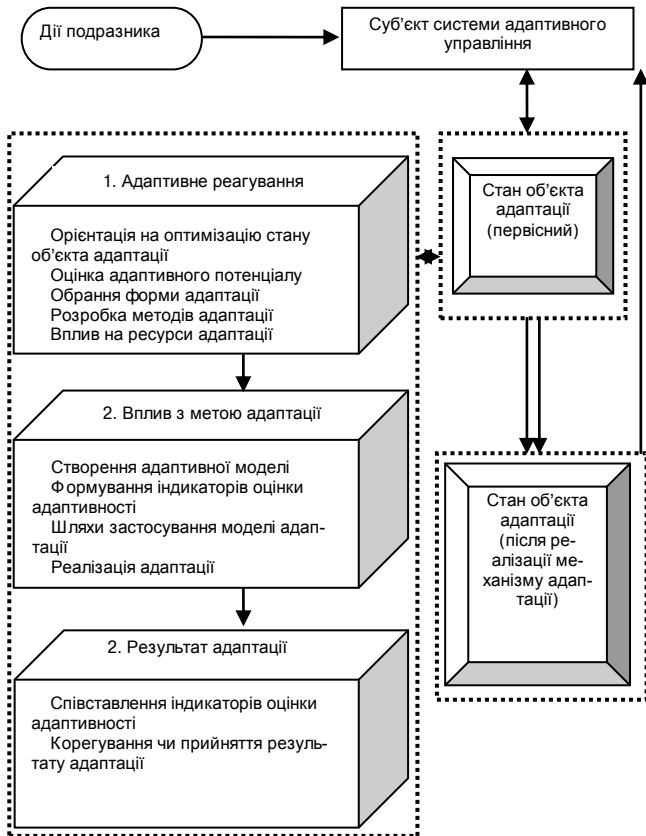 Дії подразника
Суб’єкт системи адаптивного
управління
1. Адаптивне реагування
Орієнтація на оптимізацію стану
об’єкта адаптації
Оцінка адаптивного потенціалу
Обрання форми адаптації
Розробка методів адаптації
Вплив на ресурси адаптації
Стан об’єкта
адаптації
(первісний)
2. Вплив з метою адаптації
Створення адаптивної моделі
Формування індикаторів оцінки
адаптивності
Шляхи застосування моделі адап-
тації
Реалізація адаптації
Стан об’єкта
адаптації
(після ре-
алізації ме-
ханізму адап-
тації)
2. Результат адаптації
Співставлення індикаторів оцінки
адаптивності
Корегування чи прийняття резуль-
тату адаптації